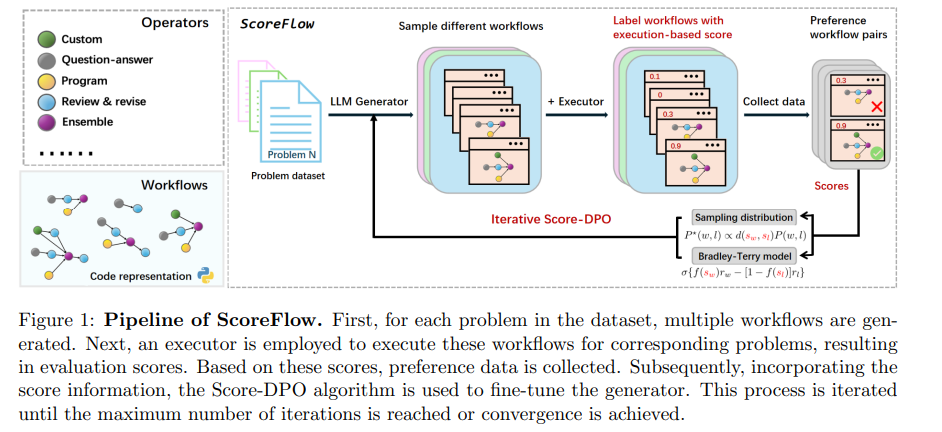 Operators
Custom
Question-answer
Program
Review & revise
Ensemble
......
Workflows
Code representation
ScoreFlow
Problem N
Problem dataset
LLM Generator
Sample different workflows
+ Executor
Label workflows with
execution-based score
0.1
0
0.3
0.9
Collect data
Preference
workflow pairs
0.3
0.9
Scores
Iterative Score-DPO
Sampling distribution
P*(w, l) ∝ d(s_w, s_l)P(w, l)
Bradley-Terry model
σ{f(s_w)r_w − [1 − f(s_l)]r_l}
Figure 1: Pipeline of ScoreFlow. First, for each problem in the dataset, multiple workflows are gen-
erated. Next, an executor is employed to execute these workflows for corresponding problems, resulting
in evaluation scores. Based on these scores, preference data is collected. Subsequently, incorporating the
score information, the Score-DPO algorithm is used to fine-tune the generator. This process is iterated
until the maximum number of iterations is reached or convergence is achieved.